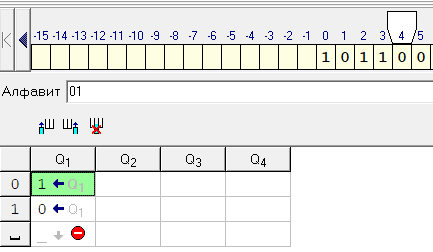 -15 -14 -13 -12 -11 -10 -9 -8 -7 -6 -5 -4 -3 -2 -1 0 1 2 3 4 5
1 0 1 1 0 0
Алфавит 01
Q1 Q2 Q3 Q4
0 1 ← Q1
1 0 ← Q1
_ ↓